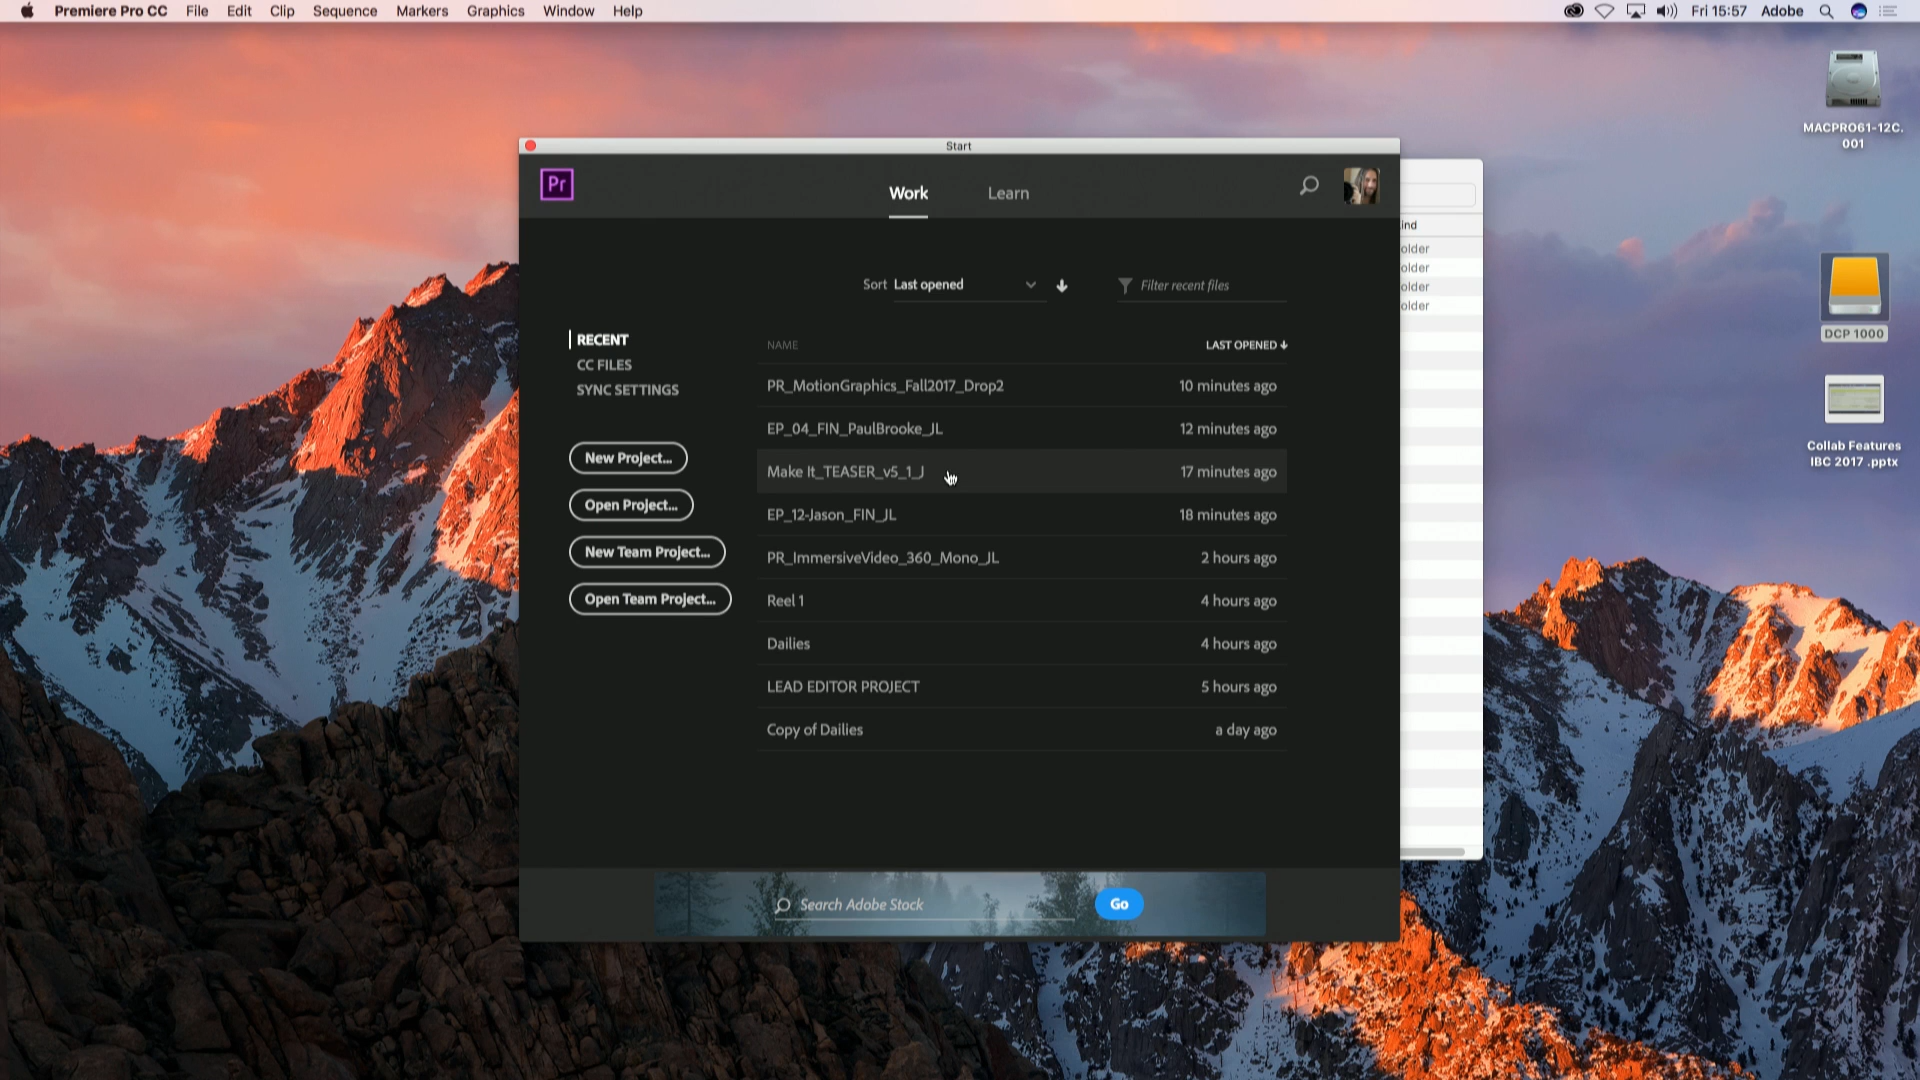 Premiere Pro CC File Edit Clip Sequence Markers Graphics Window Help Fri 15:57 Adobe
MACPRO61-12C.
001
DCP 1000
Collab Features
IBC 2017 .pptx
Start
Pr Work Learn
Sort Last opened Filter recent files
RECENT
CC FILES
SYNC SETTINGS
New Project...
Open Project...
New Team Project...
Open Team Project...
NAME LAST OPENED
PR_MotionGraphics_Fall2017_Drop2 10 minutes ago
EP_04_FIN_PaulBrooke_JL 12 minutes ago
Make It_TEASER_v5_1_J 17 minutes ago
EP_12-Jason_FIN_JL 18 minutes ago
PR_ImmersiveVideo_360_Mono_JL 2 hours ago
Reel 1 4 hours ago
Dailies 4 hours ago
LEAD EDITOR PROJECT 5 hours ago
Copy of Dailies a day ago
Search Adobe Stock Go
ind
older
older
older
older